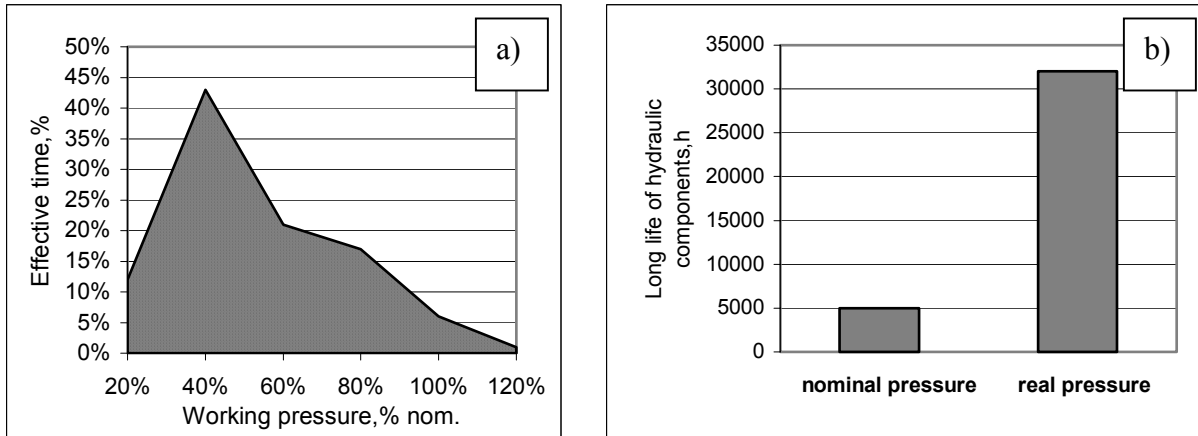 a)
50%
45%
40%
35%
30%
25%
20%
15%
10%
5%
0%
Effective time,%
20% 40% 60% 80% 100% 120%
Working pressure,% nom.
b)
35000
30000
25000
20000
15000
10000
5000
0
Long life of hydraulic
components,h
nominal pressure real pressure